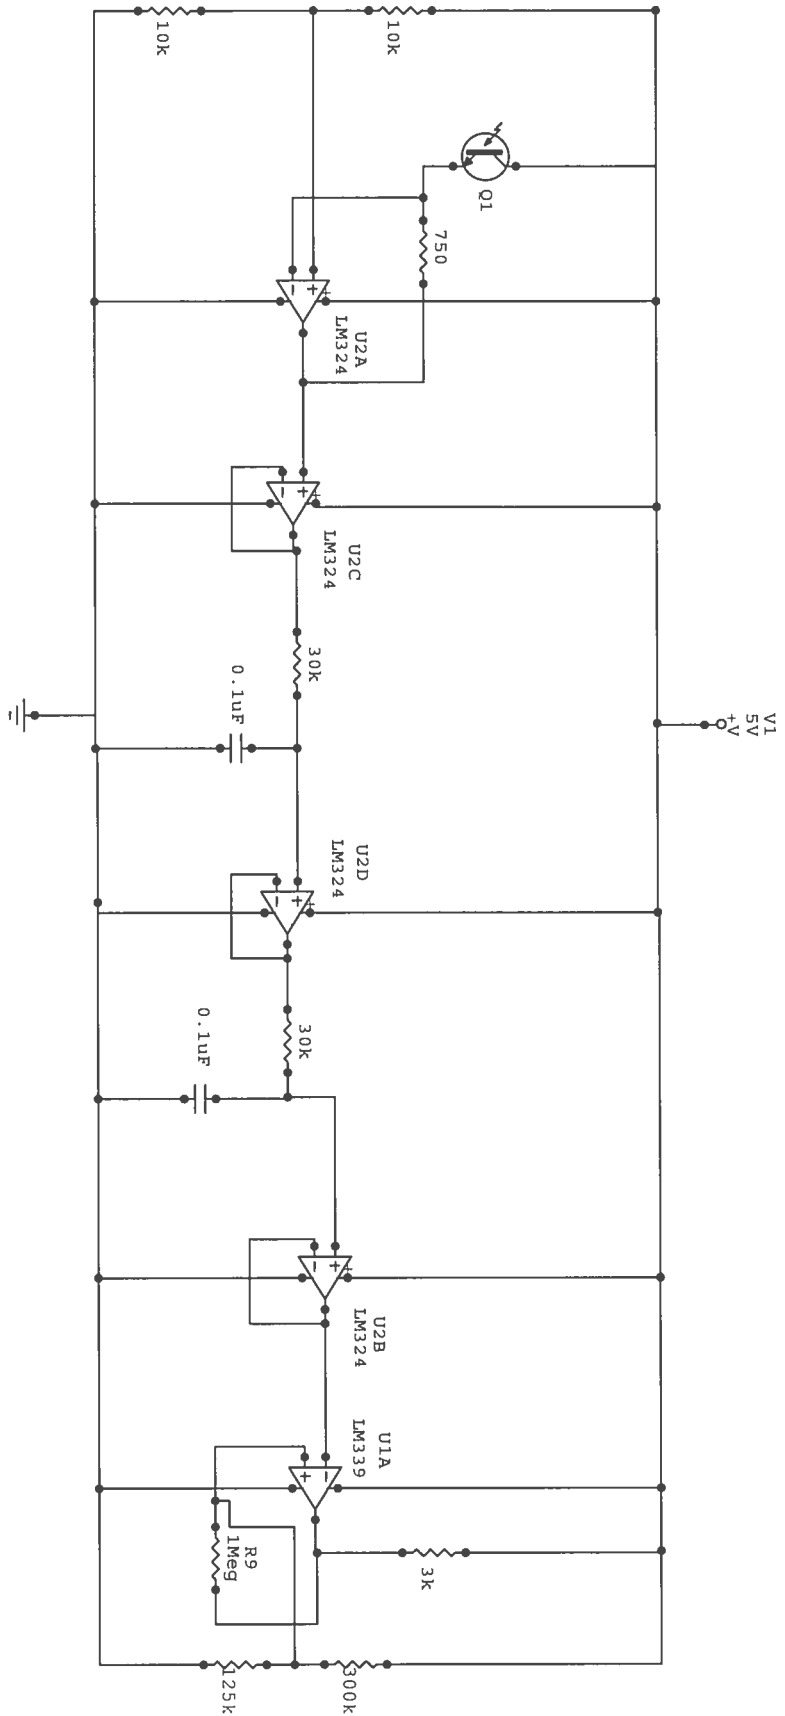 V1
5V
+V
10k
10k
Q1
750
U2A
LM324
+
−
+
U2C
LM324
+
−
+
30k
0.1uF
U2D
LM324
+
−
+
30k
0.1uF
U2B
LM324
+
−
+
U1A
LM339
−
+
3k
R9
1Meg
300k
125k